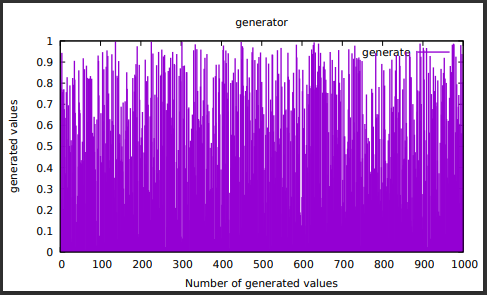 generator
generate
1
0.9
0.8
0.7
0.6
0.5
0.4
0.3
0.2
0.1
0
generated values
0 100 200 300 400 500 600 700 800 900 1000
Number of generated values